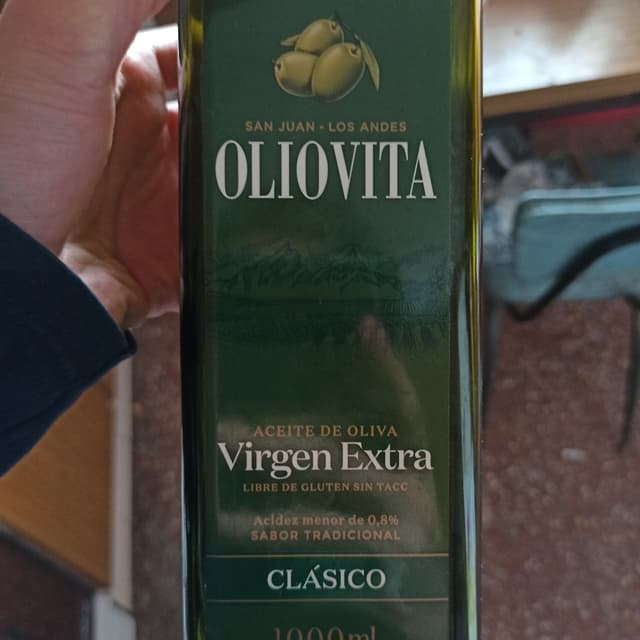 SAN JUAN - LOS ANDES
OLIOVITA
ACEITE DE OLIVA
Virgen Extra
LIBRE DE GLUTEN SIN TACC
Acidez menor de 0,8%
SABOR TRADICIONAL
CLÁSICO
1000ml